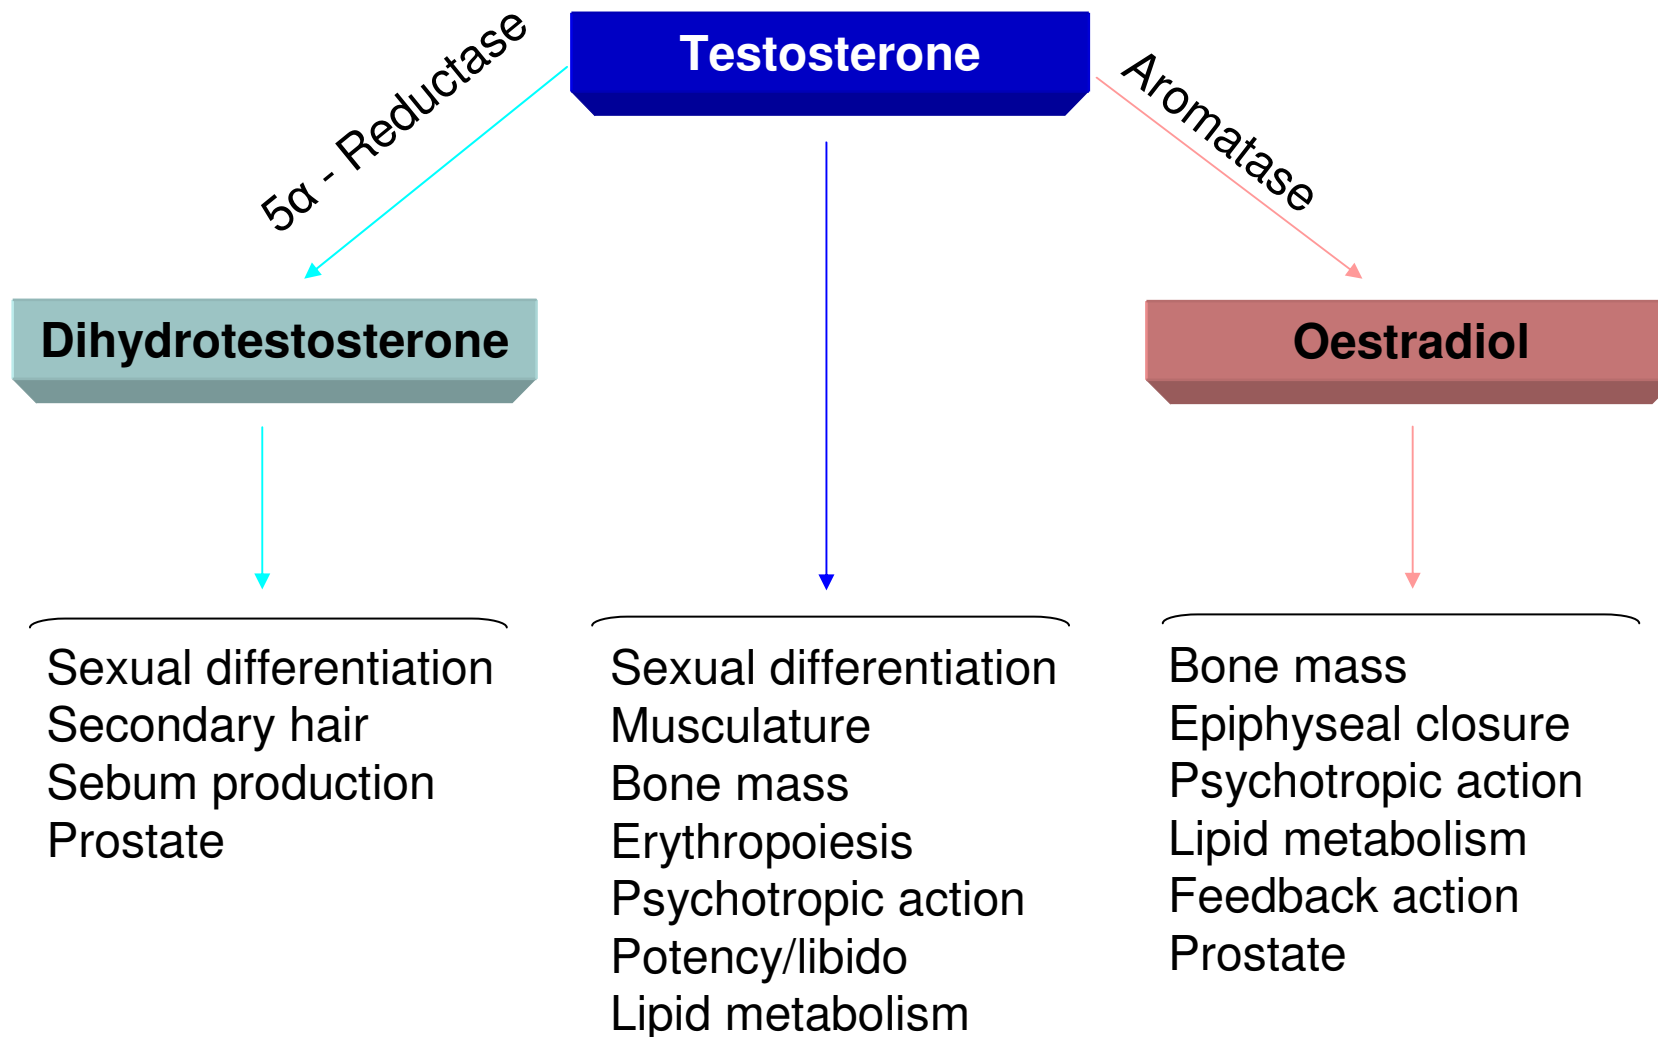 Testosterone
5α - Reductase
Aromatase
Dihydrotestosterone
Oestradiol
Sexual differentiation
Secondary hair
Sebum production
Prostate
Sexual differentiation
Musculature
Bone mass
Erythropoiesis
Psychotropic action
Potency/libido
Lipid metabolism
Bone mass
Epiphyseal closure
Psychotropic action
Lipid metabolism
Feedback action
Prostate